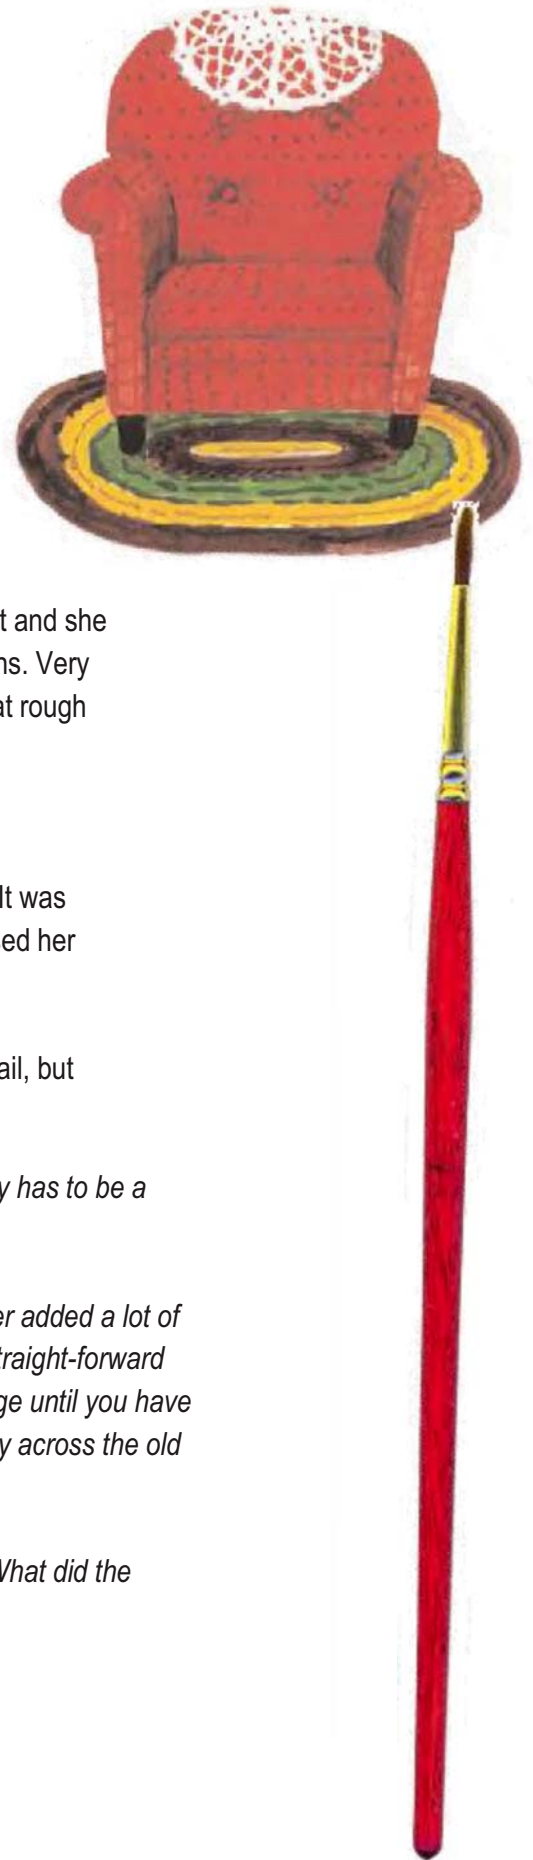 t and she
ns. Very
at rough
It was
sed her
ail, but
y has to be a
er added a lot of
traight-forward
ge until you have
y across the old
What did the